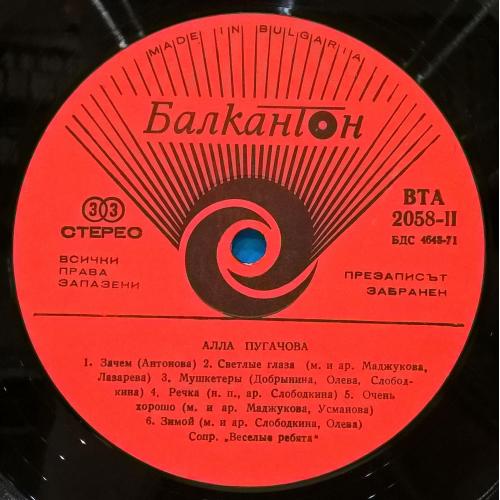 MADE IN BULGARIA
Балкантон
33
СТЕРЕО
ВТА
2058-II
БДС 4648-71
ВСИЧКИ
ПРАВА
ЗАПАЗЕНИ
ПРЕЗАПИСЪТ
ЗАБРАНЕН
АЛЛА ПУГАЧОВА
1. Зачем (Антонова) 2. Светлые глаза (м. и ар. Маджукова,
Лазарева) 3. Мушкетеры (Добрынина, Олева, Слобод-
кина) 4. Речка (н. п., ар. Слободкина) 5. Очень
хорошо (м. и ар. Маджукова, Усманова)
6. Зимой (м. и ар. Слободкина, Олева)
Сопр. „Веселые ребята“